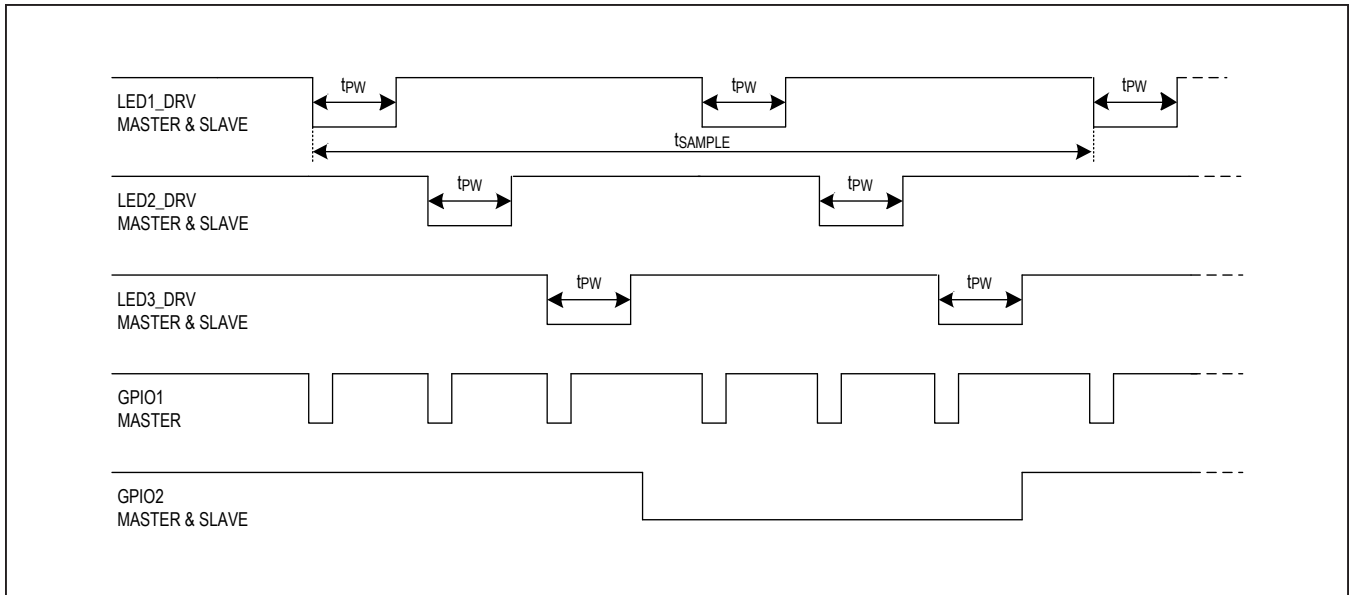 tPW
tPW
tPW
LED1_DRV
MASTER & SLAVE
tSAMPLE
tPW
tPW
LED2_DRV
MASTER & SLAVE
tPW
tPW
LED3_DRV
MASTER & SLAVE
GPIO1
MASTER
GPIO2
MASTER & SLAVE